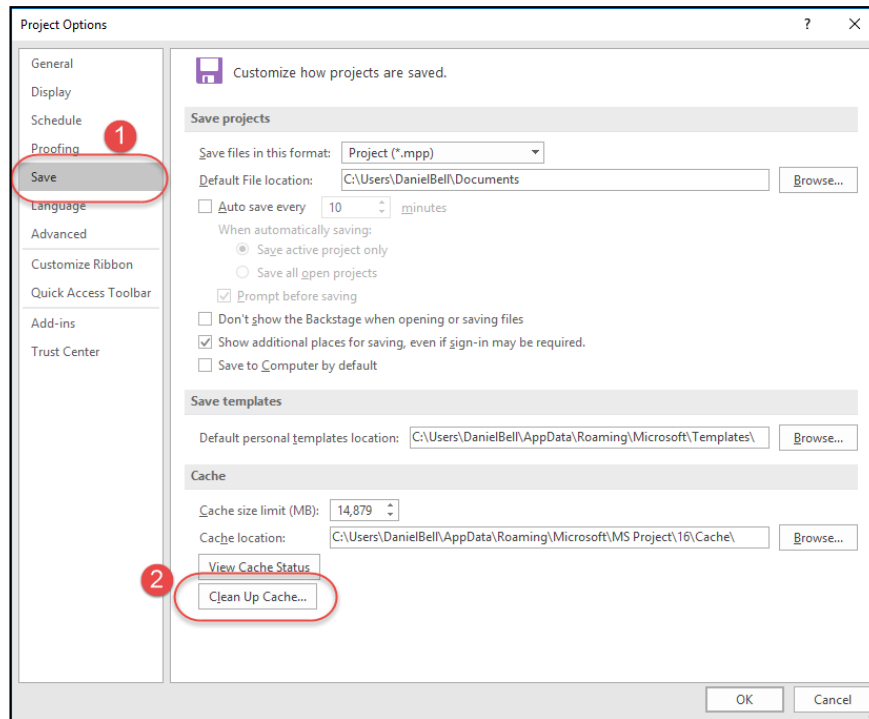 Project Options
?
General
Display
Schedule
1
Proofing
Save
Language
Advanced
Customize Ribbon
Quick Access Toolbar
Add-ins
Trust Center
Customize how projects are saved.
Save projects
Save files in this format: Project (*.mpp)
Default File location: C:\Users\DanielBell\Documents Browse...
Auto save every 10 minutes
When automatically saving:
Save active project only
Save all open projects
Prompt before saving
Don't show the Backstage when opening or saving files
Show additional places for saving, even if sign-in may be required.
Save to Computer by default
Save templates
Default personal templates location: C:\Users\DanielBell\AppData\Roaming\Microsoft\Templates\ Browse...
Cache
Cache size limit (MB): 14,879
Cache location: C:\Users\DanielBell\AppData\Roaming\Microsoft\MS Project\16\Cache\ Browse...
View Cache Status
2
Clean Up Cache...
OK Cancel